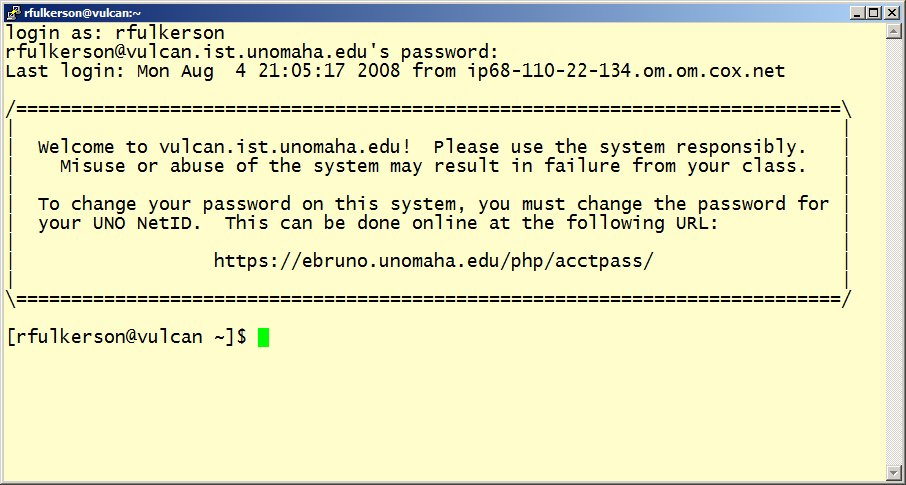 rfulkerson@vulcan:~
login as: rfulkerson
rfulkerson@vulcan.ist.unomaha.edu's password:
Last login: Mon Aug  4 21:05:17 2008 from ip68-110-22-134.om.om.cox.net
/===========================================================================\
|                                                                           |
|  Welcome to vulcan.ist.unomaha.edu!  Please use the system responsibly.   |
|    Misuse or abuse of the system may result in failure from your class.   |
|                                                                           |
|  To change your password on this system, you must change the password for |
|  your UNO NetID.  This can be done online at the following URL:           |
|                                                                           |
|                  https://ebruno.unomaha.edu/php/acctpass/                 |
|                                                                           |
\===========================================================================/
[rfulkerson@vulcan ~]$